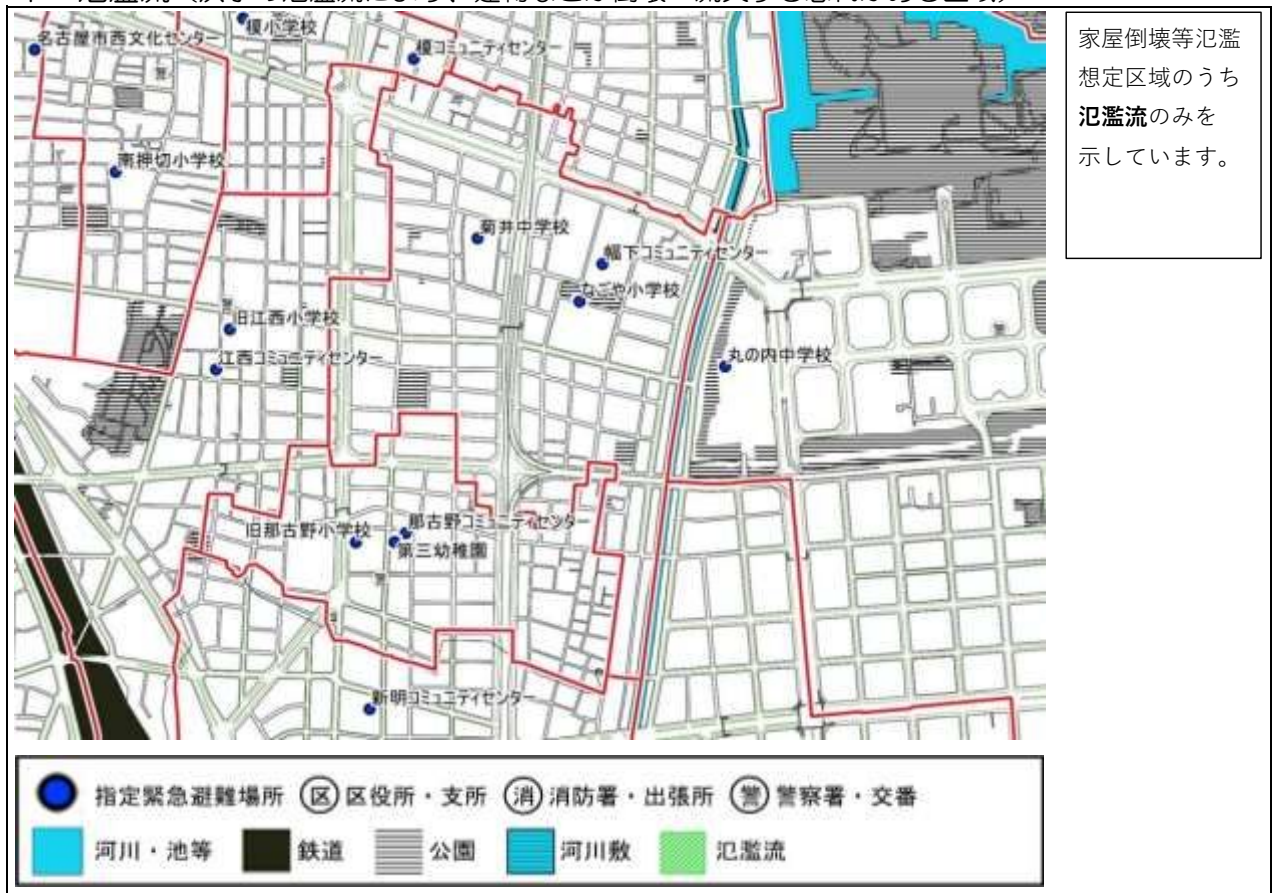 名古屋市西文化センター
榎小学校
榎コミュニティセンター
南押切小学校
菊井中学校
幅下コミュニティセンター
なごや小学校
旧江西小学校
江西コミュニティセンター
丸の内中学校
那古野コミュニティセンター
旧那古野小学校
第三幼稚園
新明コミュニティセンター
家屋倒壊等氾濫
想定区域のうち
氾濫流のみを
示しています。
指定緊急避難場所 区 区役所・支所 消 消防署・出張所 警 警察署・交番
河川・池等 鉄道 公園 河川敷 氾濫流